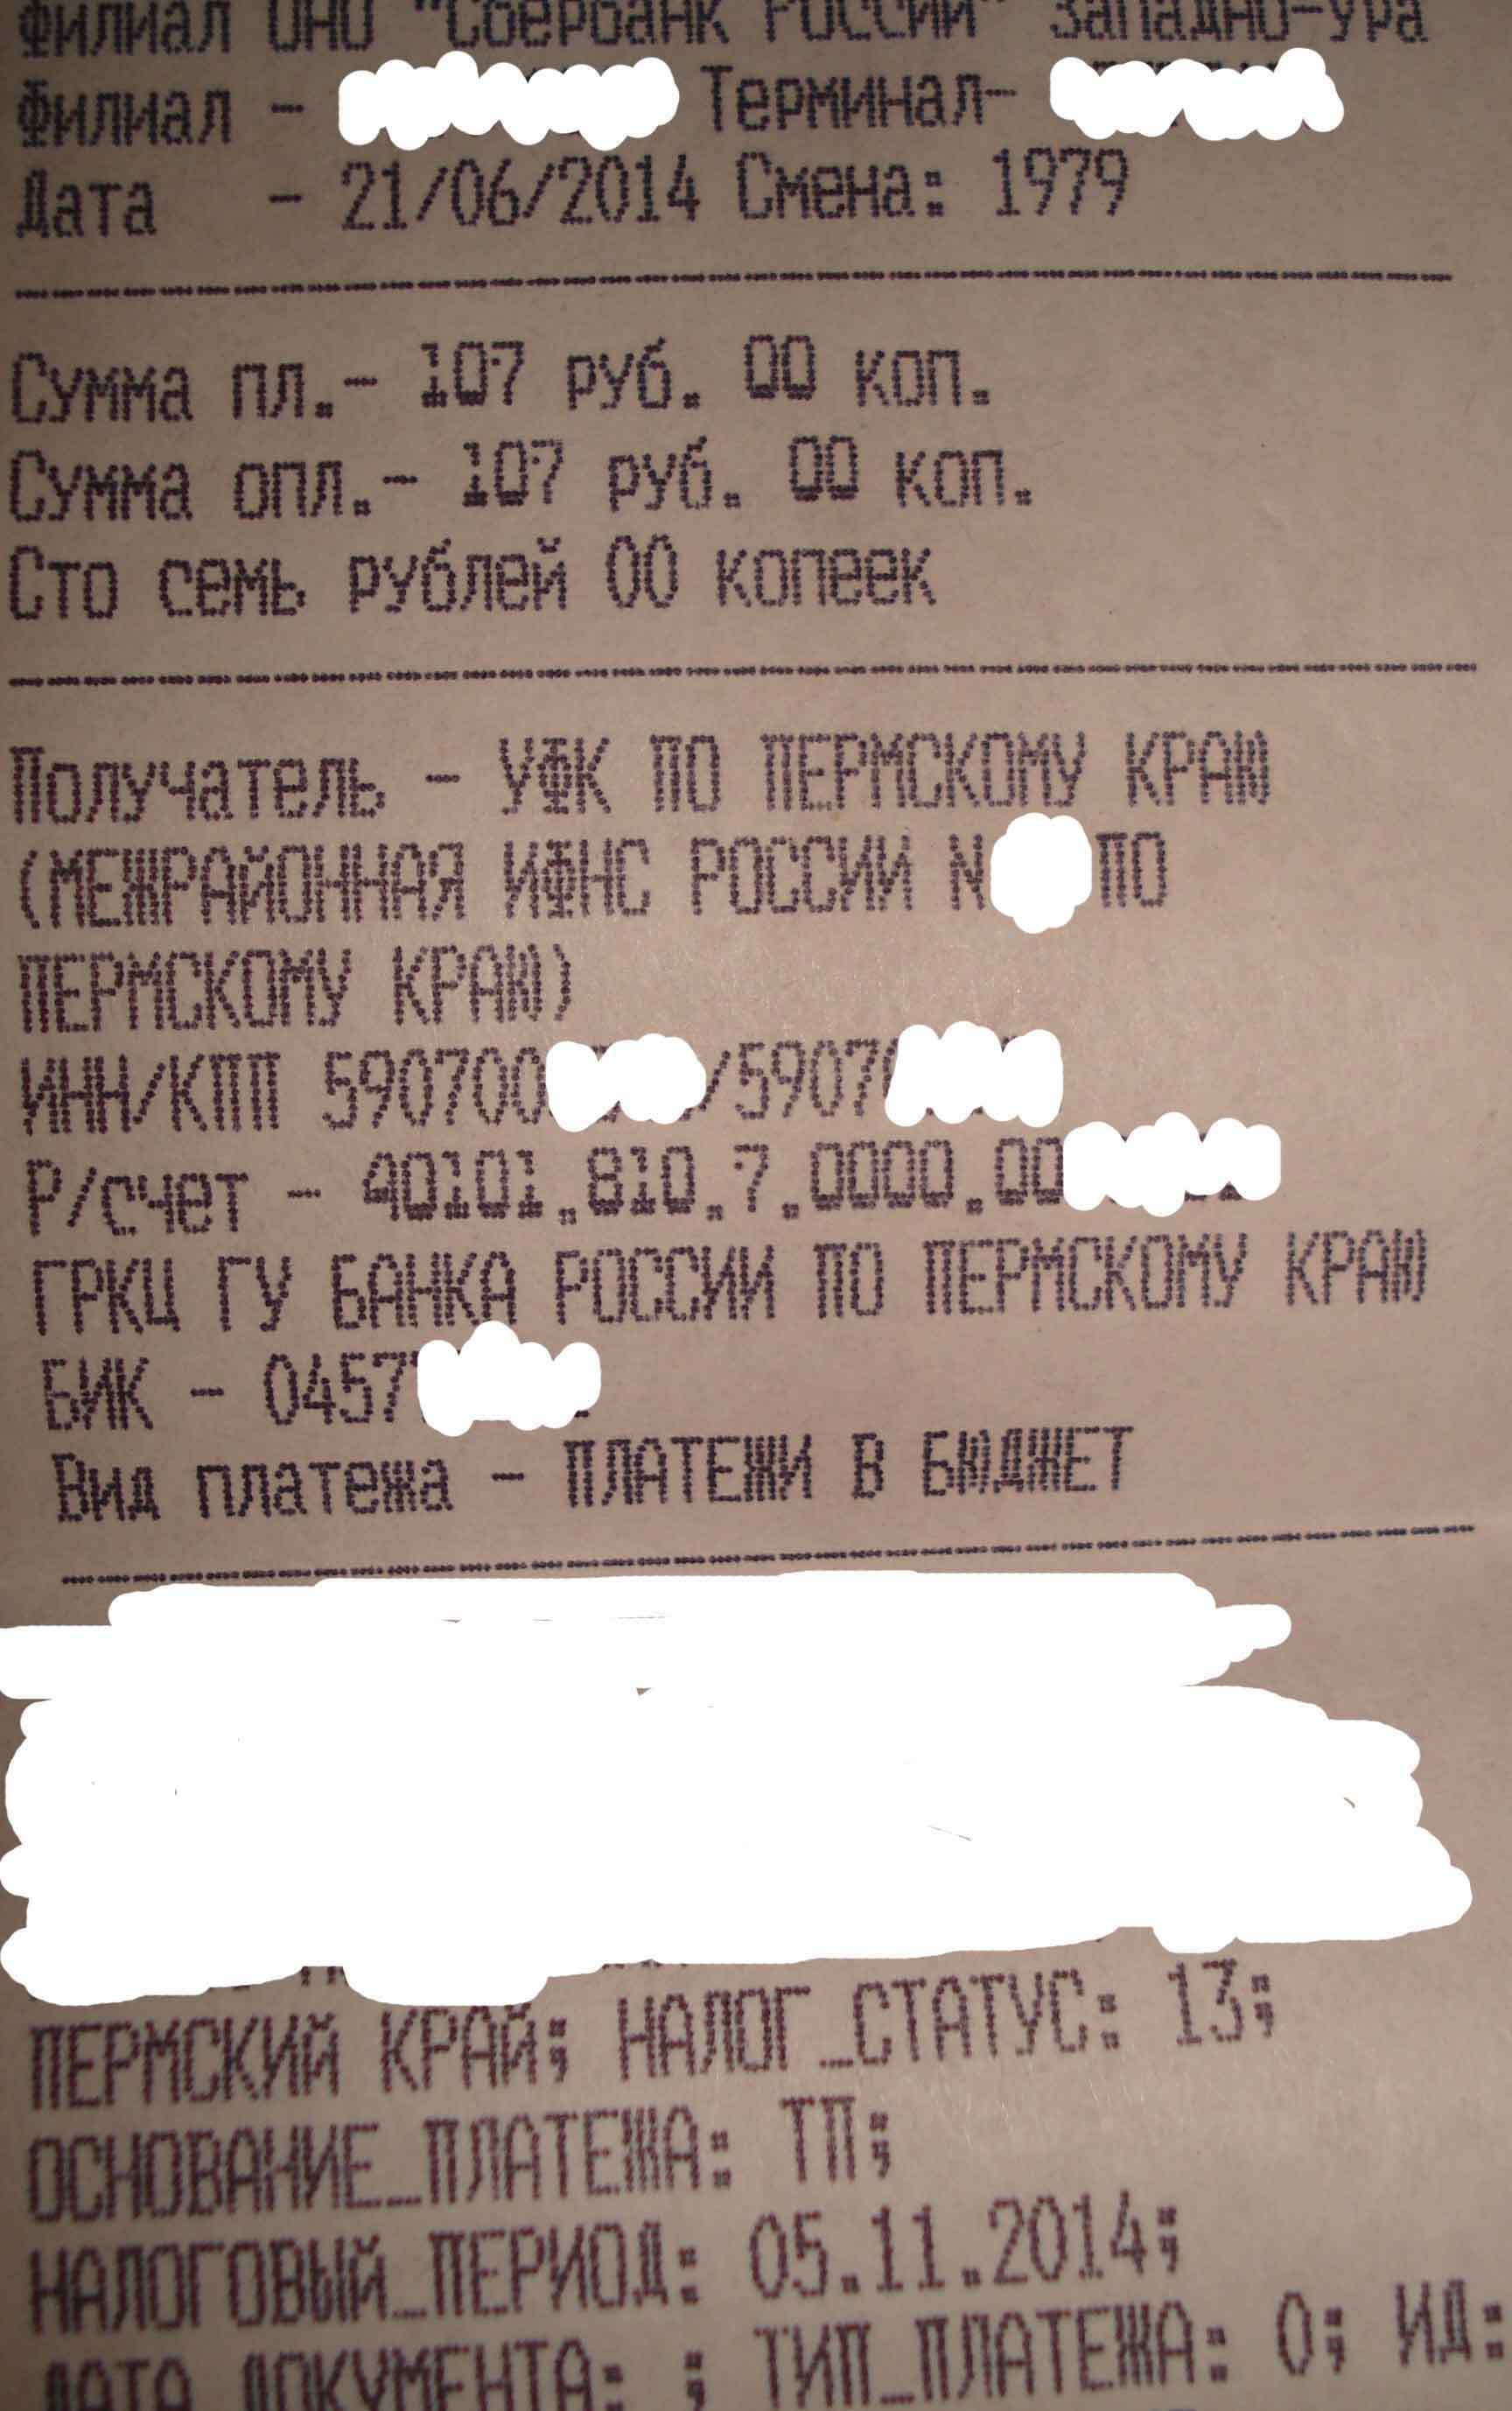 Филиал ОАО "Сбербанк России" Западно-Ура
Филиал - Терминал-
Дата - 21/06/2014 Смена: 1979
Сумма пл.- 107 руб. 00 коп.
Сумма опл.- 107 руб. 00 коп.
Сто семь рублей 00 копеек
Получатель - УФК ПО ПЕРМСКОМУ КРАЮ
(МЕЖРАЙОННАЯ ИФНС РОССИИ N ПО
ПЕРМСКОМУ КРАЮ)
ИНН/КПП 590700 /5907
Р/счет - 40101.810.7.0000.00
ГРКЦ ГУ БАНКА РОССИИ ПО ПЕРМСКОМУ КРАЮ
БИК - 0457
Вид платежа - ПЛАТЕЖИ В БЮДЖЕТ
ПЕРМСКИЙ КРАЙ; НАЛОГ_СТАТУС: 13;
ОСНОВАНИЕ_ПЛАТЕЖА: ТП;
НАЛОГОВЫЙ_ПЕРИОД: 05.11.2014;
ДАТА_ДОКУМЕНТА: ; ТИП_ПЛАТЕЖА: 0; ИД: